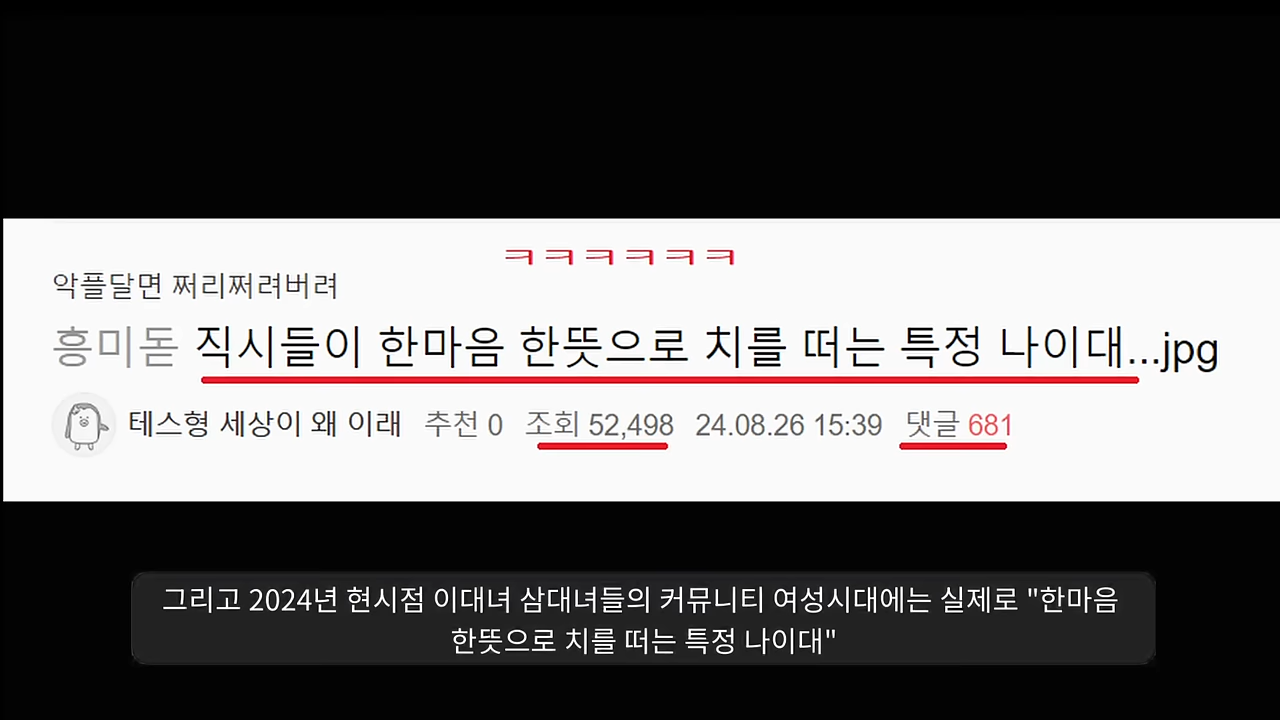 ㅋㅋㅋㅋㅋㅋ
악플달면 쩌리쩌려버려
흥미돋 직시들이 한마음 한뜻으로 치를 떠는 특정 나이대...jpg
테스형 세상이 왜 이래 추천 0 조회 52,498 24.08.26 15:39 댓글 681
그리고 2024년 현시점 이대녀 삼대녀들의 커뮤니티 여성시대에는 실제로 "한마음
한뜻으로 치를 떠는 특정 나이대"